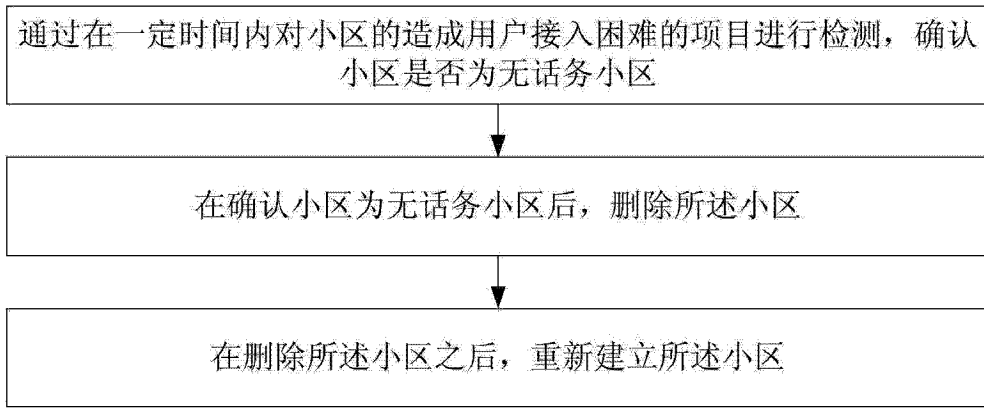 通过在一定时间内对小区的造成用户接入困难的项目进行检测，确认
小区是否为无话务小区
在确认小区为无话务小区后，删除所述小区
在删除所述小区之后，重新建立所述小区